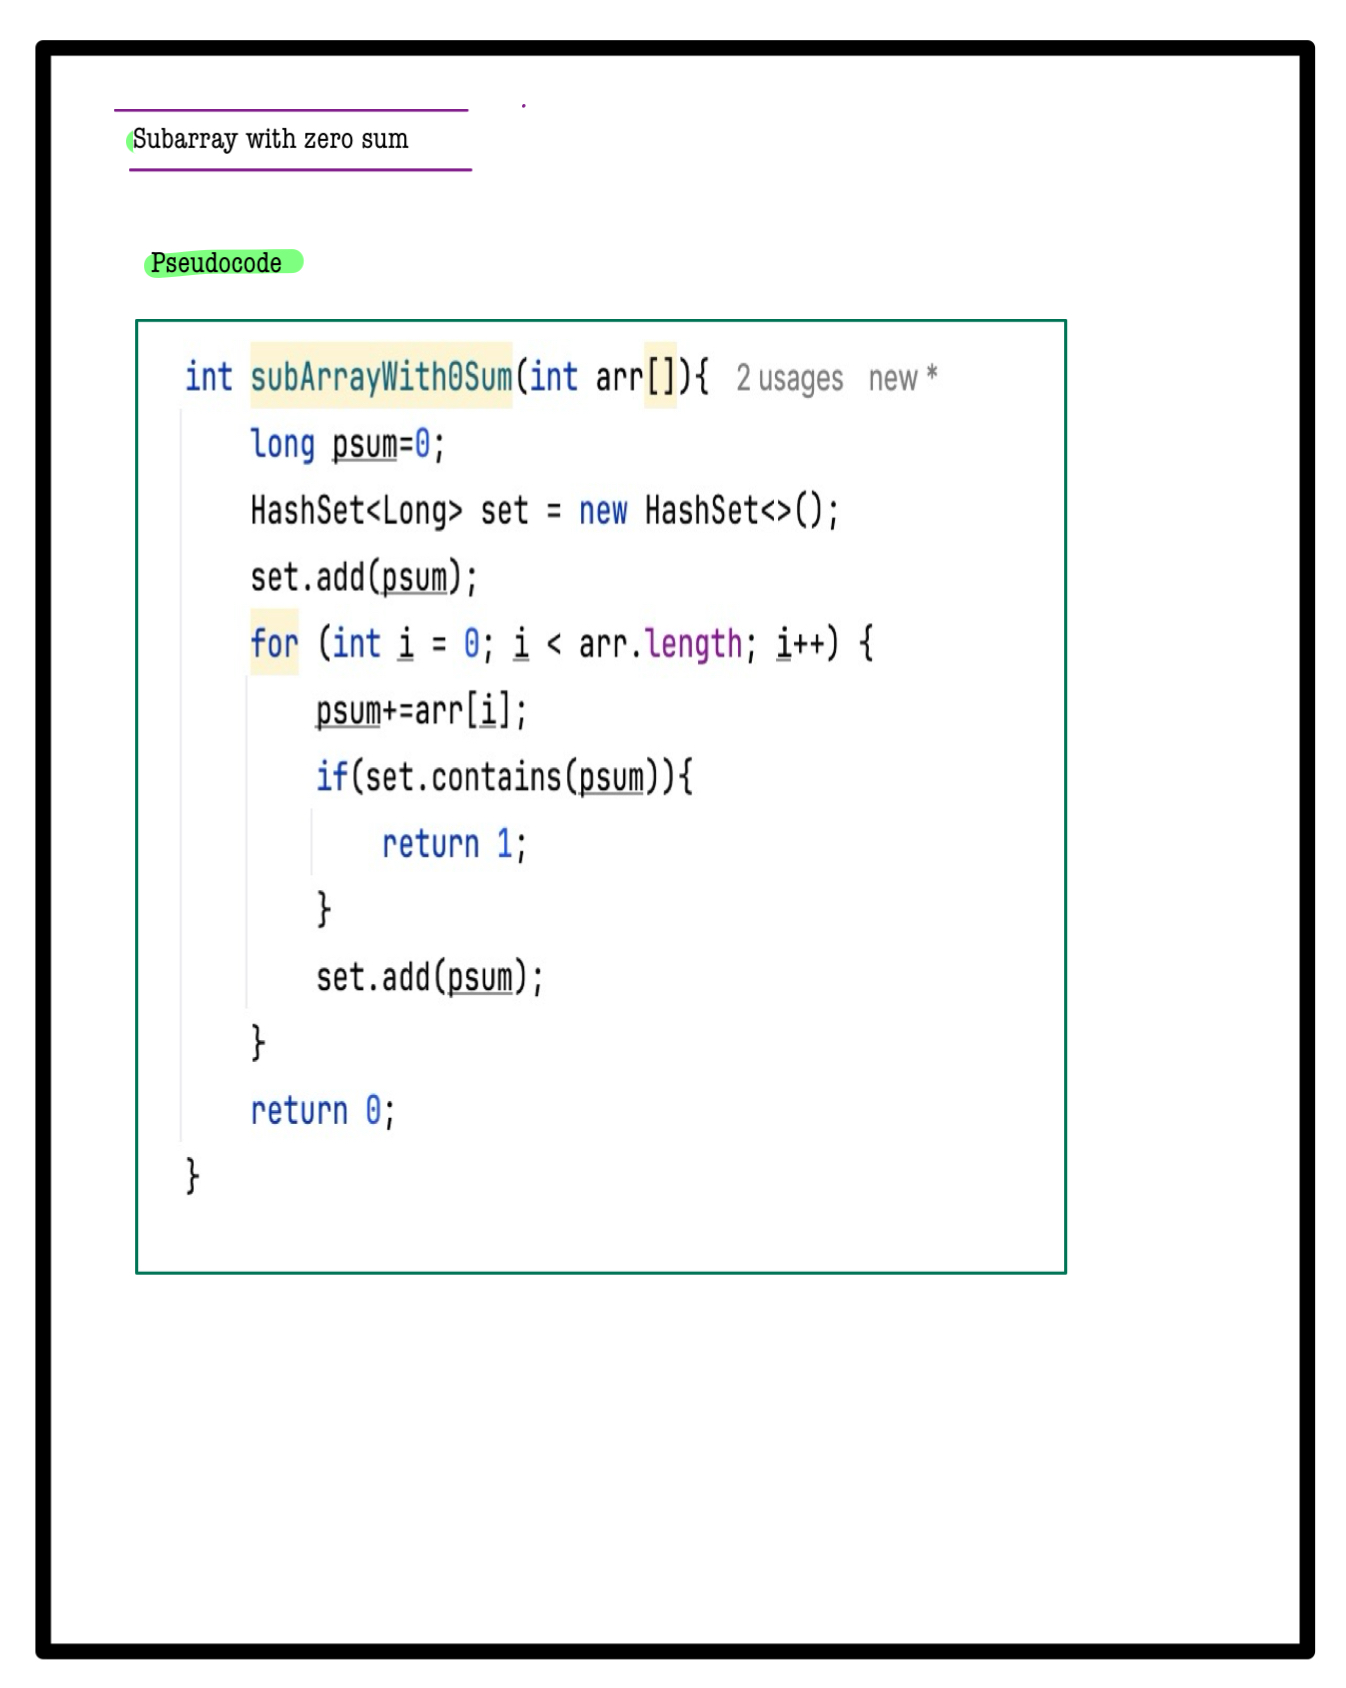 Subarray with zero sum
Pseudocode
int subArrayWith0Sum(int arr[]){ 2 usages new *
long psum=0;
HashSet<Long> set = new HashSet<>();
set.add(psum);
for (int i = 0; i < arr.length; i++) {
psum+=arr[i];
if(set.contains(psum)){
return 1;
}
set.add(psum);
}
return 0;
}